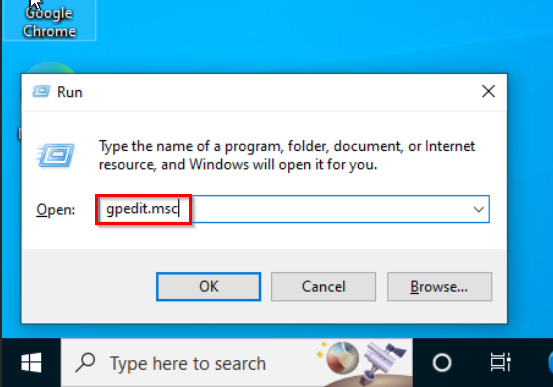 Google
Chrome
Run
Type the name of a program, folder, document, or Internet
resource, and Windows will open it for you.
Open:
gpedit.msc
OK
Cancel
Browse...
Type here to search